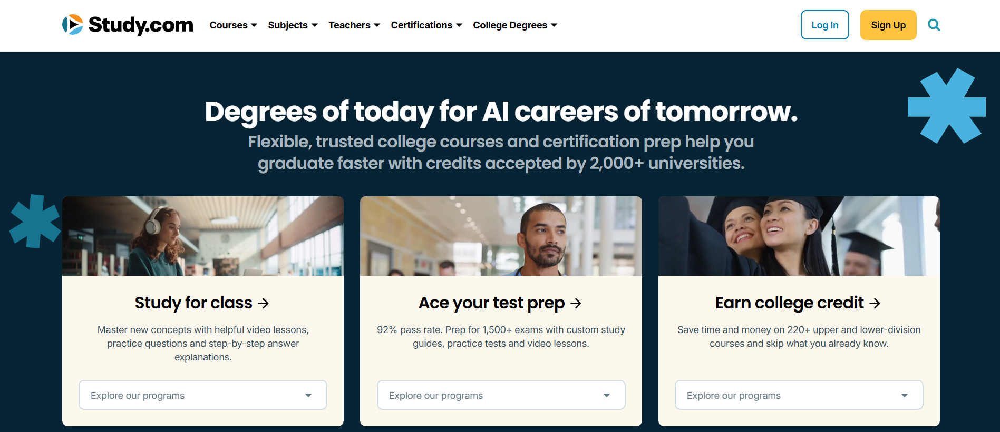 Study.com
Courses
Subjects
Teachers
Certifications
College Degrees
Log In
Sign Up
Degrees of today for AI careers of tomorrow.
Flexible, trusted college courses and certification prep help you
graduate faster with credits accepted by 2,000+ universities.
Study for class →
Master new concepts with helpful video lessons,
practice questions and step-by-step answer
explanations.
Explore our programs
Ace your test prep →
92% pass rate. Prep for 1,500+ exams with custom study
guides, practice tests and video lessons.
Explore our programs
Earn college credit →
Save time and money on 220+ upper and lower-division
courses and skip what you already know.
Explore our programs